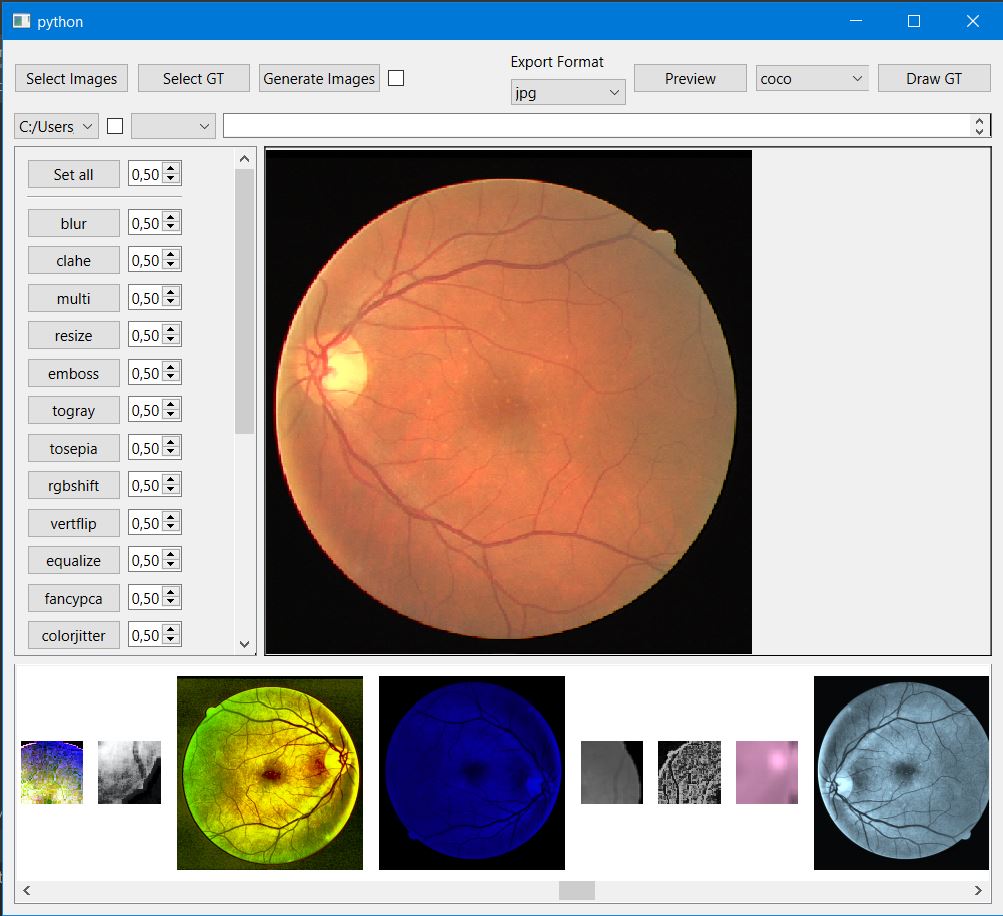 python
Export Format
Select Images Select GT Generate Images jpg Preview coco Draw GT
C:/Users
Set all 0,50
blur 0,50
clahe 0,50
multi 0,50
resize 0,50
emboss 0,50
togray 0,50
tosepia 0,50
rgbshift 0,50
vertflip 0,50
equalize 0,50
fancypca 0,50
colorjitter 0,50